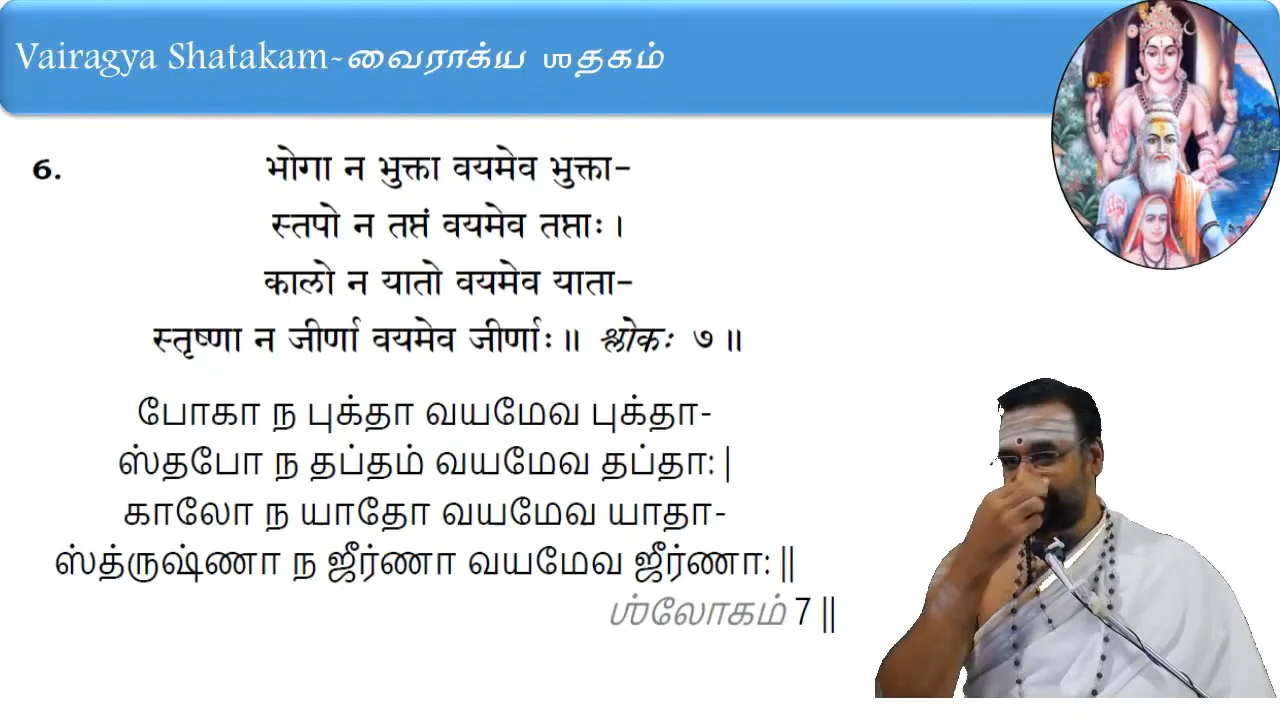 Vairagya Shatakam-வைராக்ய ஶதகம்
6. भोगा न भुक्ता वयमेव भुक्ता-
स्तपो न तप्तं वयमेव तप्ताः ।
कालो न यातो वयमेव याता-
स्तृष्णा न जीर्णा वयमेव जीर्णाः ॥ श्लोकः ७ ॥
போகா ந புக்தா வயமேவ புக்தா-
ஸ்தபோ ந தப்தம் வயமேவ தப்தா: |
காலோ ந யாதோ வயமேவ யாதா-
ஸ்த்ருஷ்ணா ந ஜீர்ணா வயமேவ ஜீர்ணா: ||
ஶ்லோகம் 7 ||